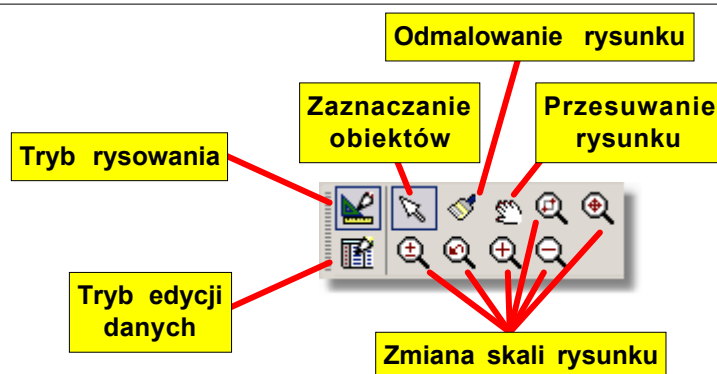 Odmalowanie rysunku
Zaznaczanie
obiektów
Przesuwanie
rysunku
Tryb rysowania
Tryb edycji
danych
Zmiana skali rysunku